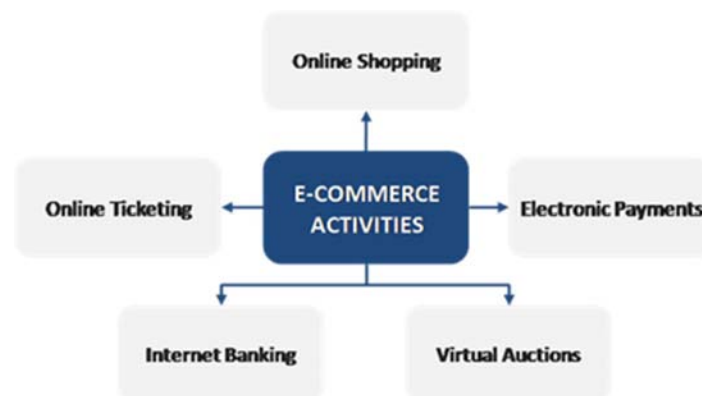 Online Shopping
Online Ticketing
E-COMMERCE
ACTIVITIES
Electronic Payments
Internet Banking
Virtual Auctions